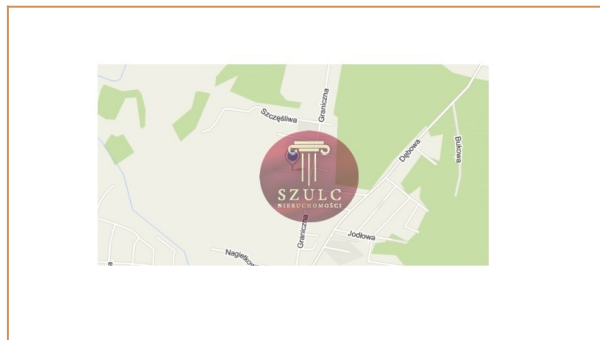 Szczęśliwa
Graniczna
Bukowa
Dębowa
SZULC
NIERUCHOMOŚCI
Graniczna
Jodłowa